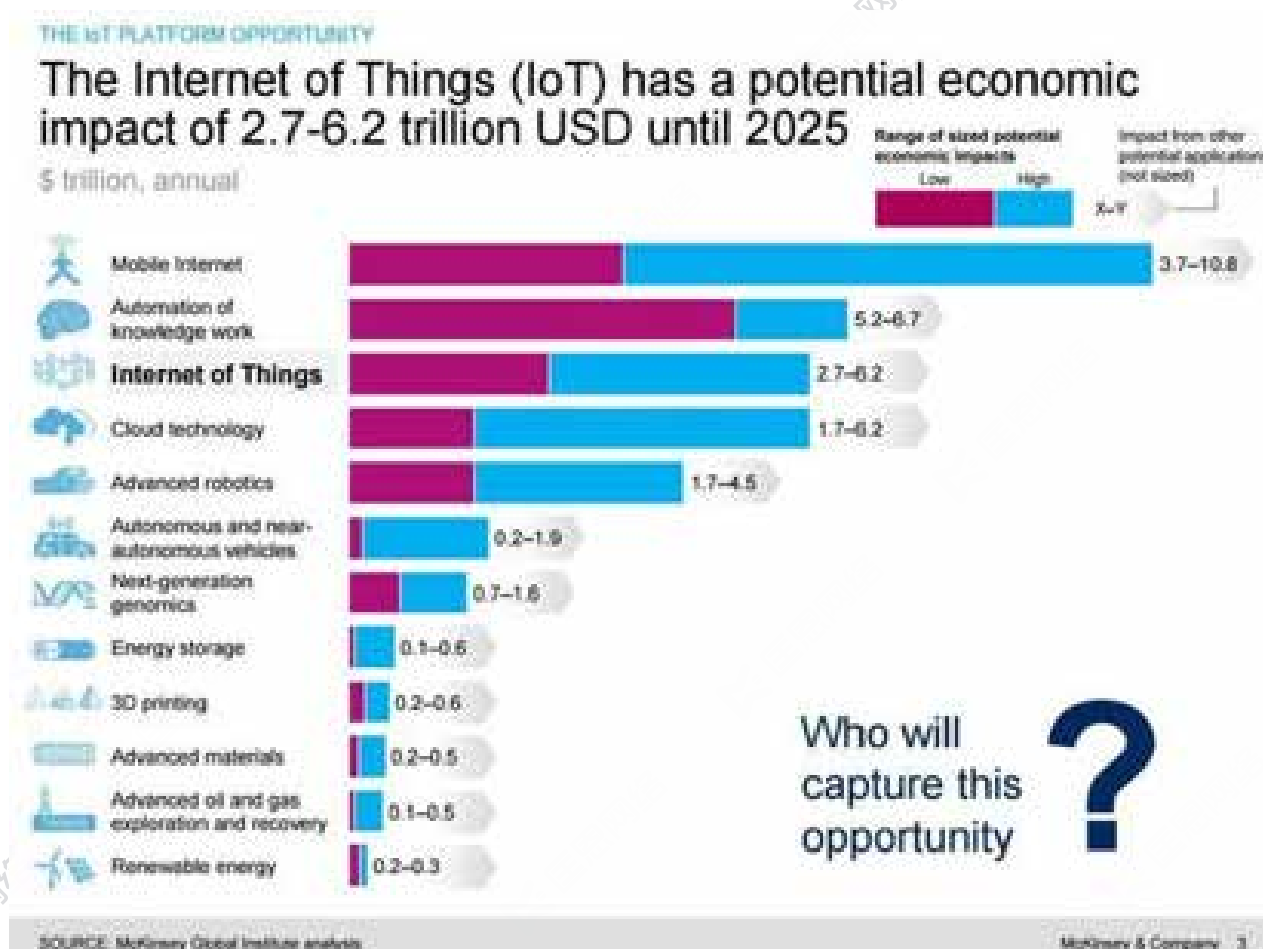 THE IoT PLATFORM OPPORTUNITY
The Internet of Things (IoT) has a potential economic
impact of 2.7-6.2 trillion USD until 2025
$ trillion, annual
Range of sized potential
economic impacts
Low High
Impact from other
potential applications
(not sized)
X–Y
Mobile Internet
3.7–10.8
Automation of
knowledge work
5.2–6.7
Internet of Things
2.7–6.2
Cloud technology
1.7–6.2
Advanced robotics
1.7–4.5
Autonomous and near-
autonomous vehicles
0.2–1.9
Next-generation
genomics
0.7–1.6
Energy storage
0.1–0.6
3D printing
0.2–0.6
Advanced materials
0.2–0.5
Advanced oil and gas
exploration and recovery
0.1–0.5
Renewable energy
0.2–0.3
Who will
capture this
opportunity
?
SOURCE: McKinsey Global Institute analysis
McKinsey & Company 3